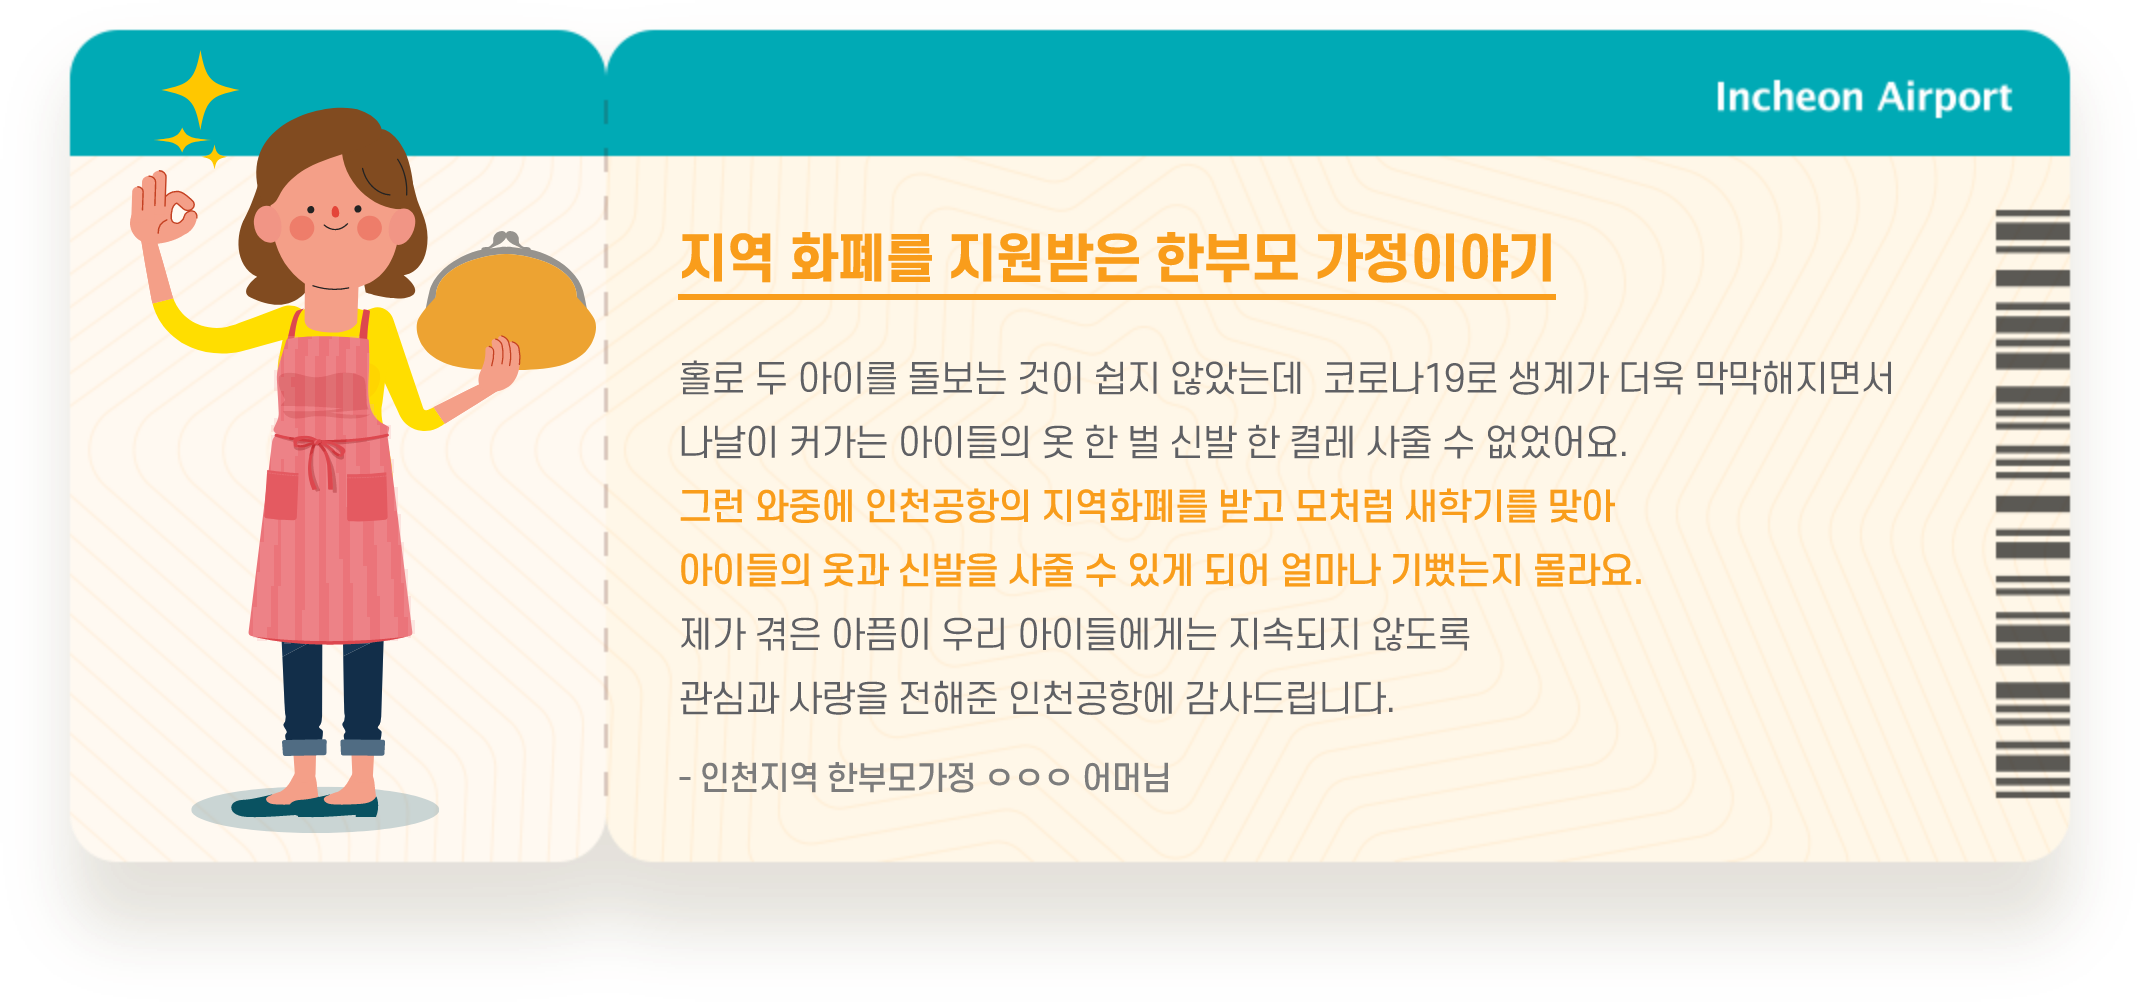 Incheon Airport
지역 화폐를 지원받은 한부모 가정이야기
홀로 두 아이를 돌보는 것이 쉽지 않았는데 코로나19로 생계가 더욱 막막해지면서
나날이 커가는 아이들의 옷 한 벌 신발 한 켤레 사줄 수 없었어요.
그런 와중에 인천공항의 지역화폐를 받고 모처럼 새학기를 맞아
아이들의 옷과 신발을 사줄 수 있게 되어 얼마나 기뻤는지 몰라요.
제가 겪은 아픔이 우리 아이들에게는 지속되지 않도록
관심과 사랑을 전해준 인천공항에 감사드립니다.
- 인천지역 한부모가정 ㅇㅇㅇ 어머님